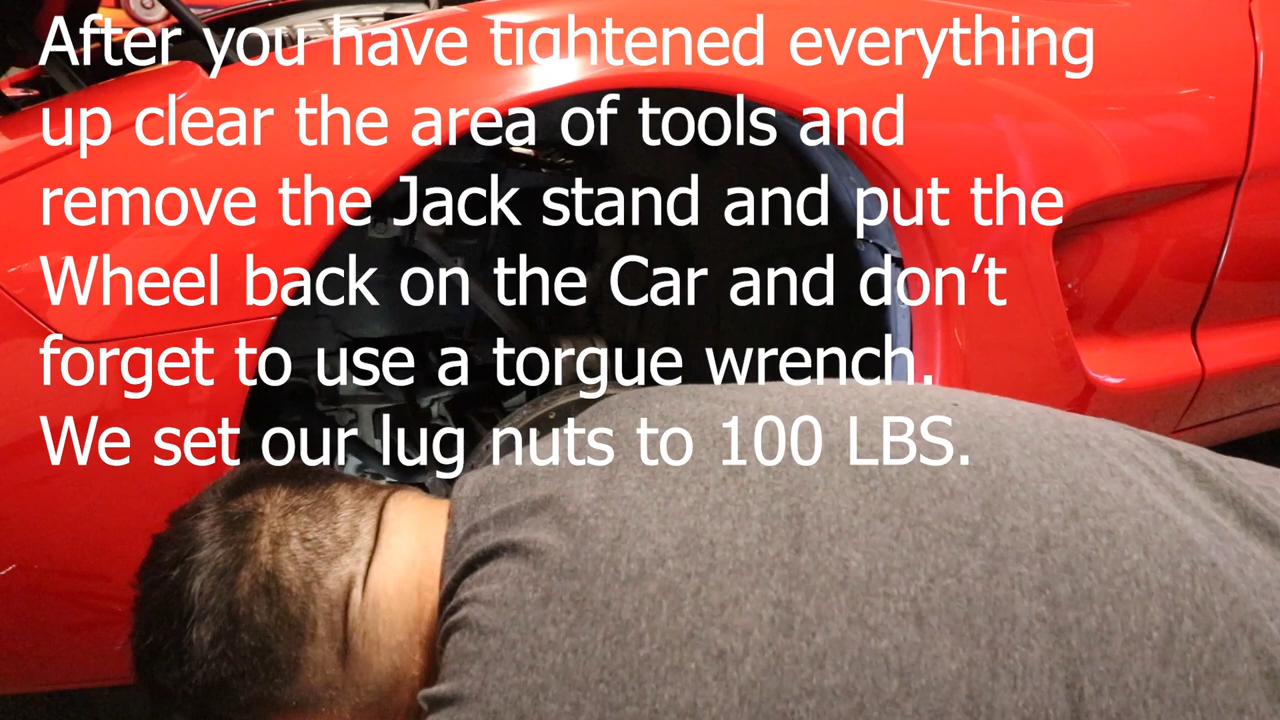 After you have tightened everything
up clear the area of tools and
remove the Jack stand and put the
Wheel back on the Car and don’t
forget to use a torgue wrench.
We set our lug nuts to 100 LBS.